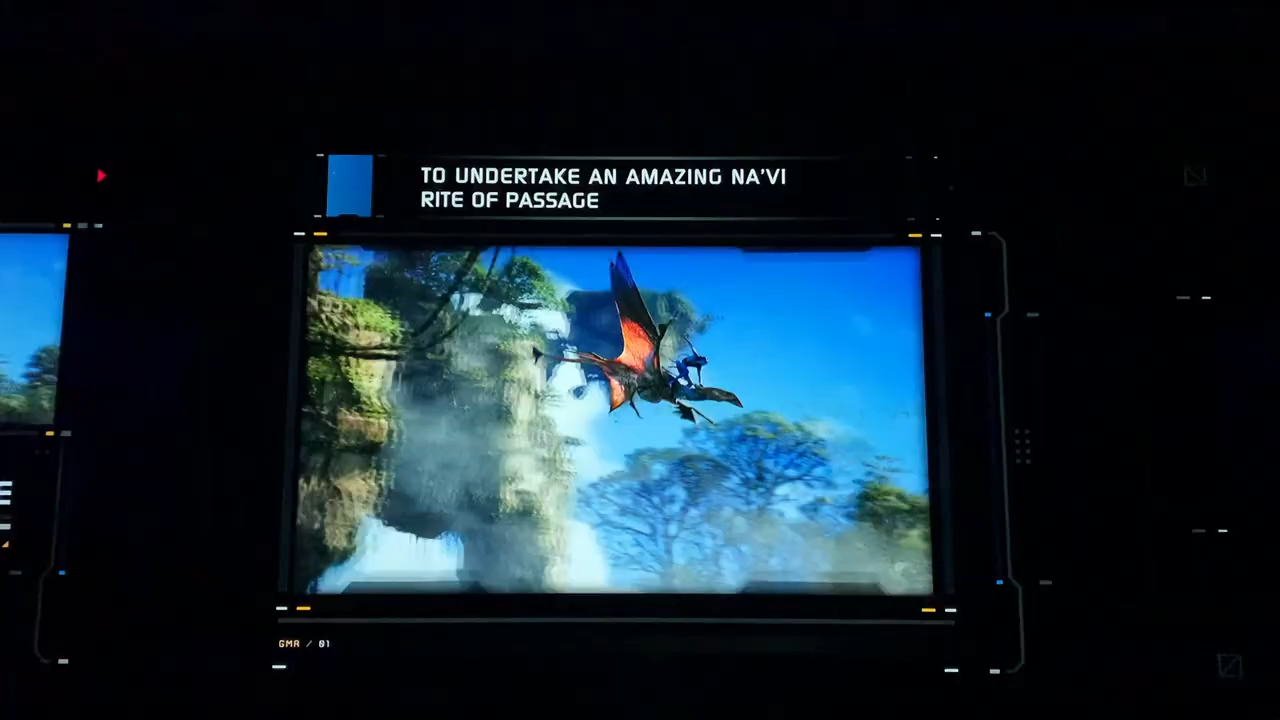 TO UNDERTAKE AN AMAZING NA'VI
RITE OF PASSAGE
GMR / 01